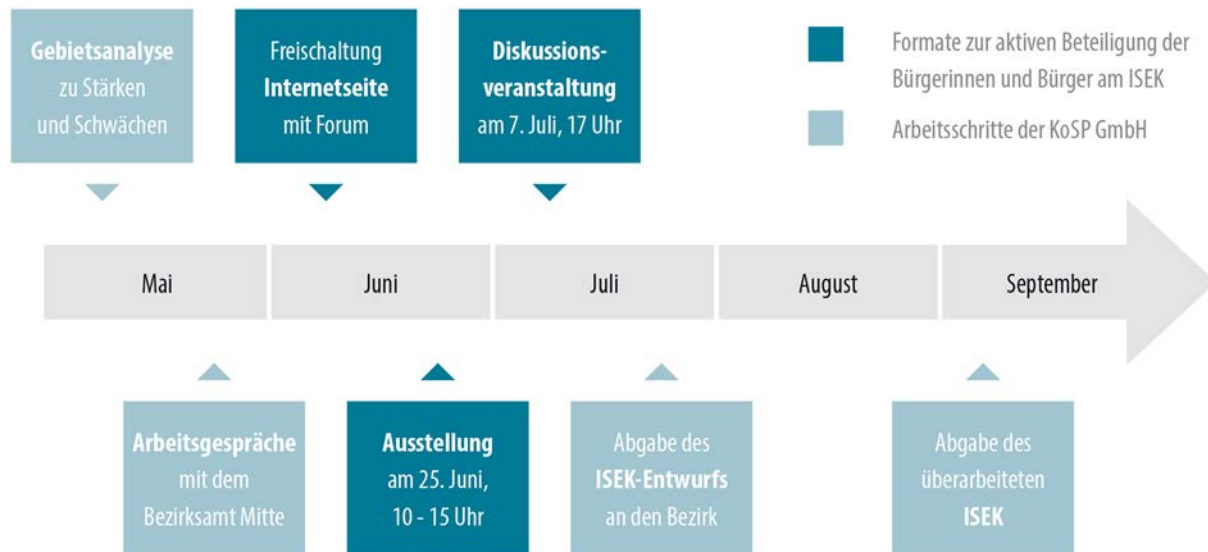 Gebietsanalyse
zu Stärken
und Schwächen
Freischaltung
Internetseite
mit Forum
Diskussions-
veranstaltung
am 7. Juli, 17 Uhr
Formate zur aktiven Beteiligung der
Bürgerinnen und Bürger am ISEK
Arbeitsschritte der KoSP GmbH
Mai
Juni
Juli
August
September
Arbeitsgespräche
mit dem
Bezirksamt Mitte
Ausstellung
am 25. Juni,
10 - 15 Uhr
Abgabe des
ISEK-Entwurfs
an den Bezirk
Abgabe des
überarbeiteten
ISEK